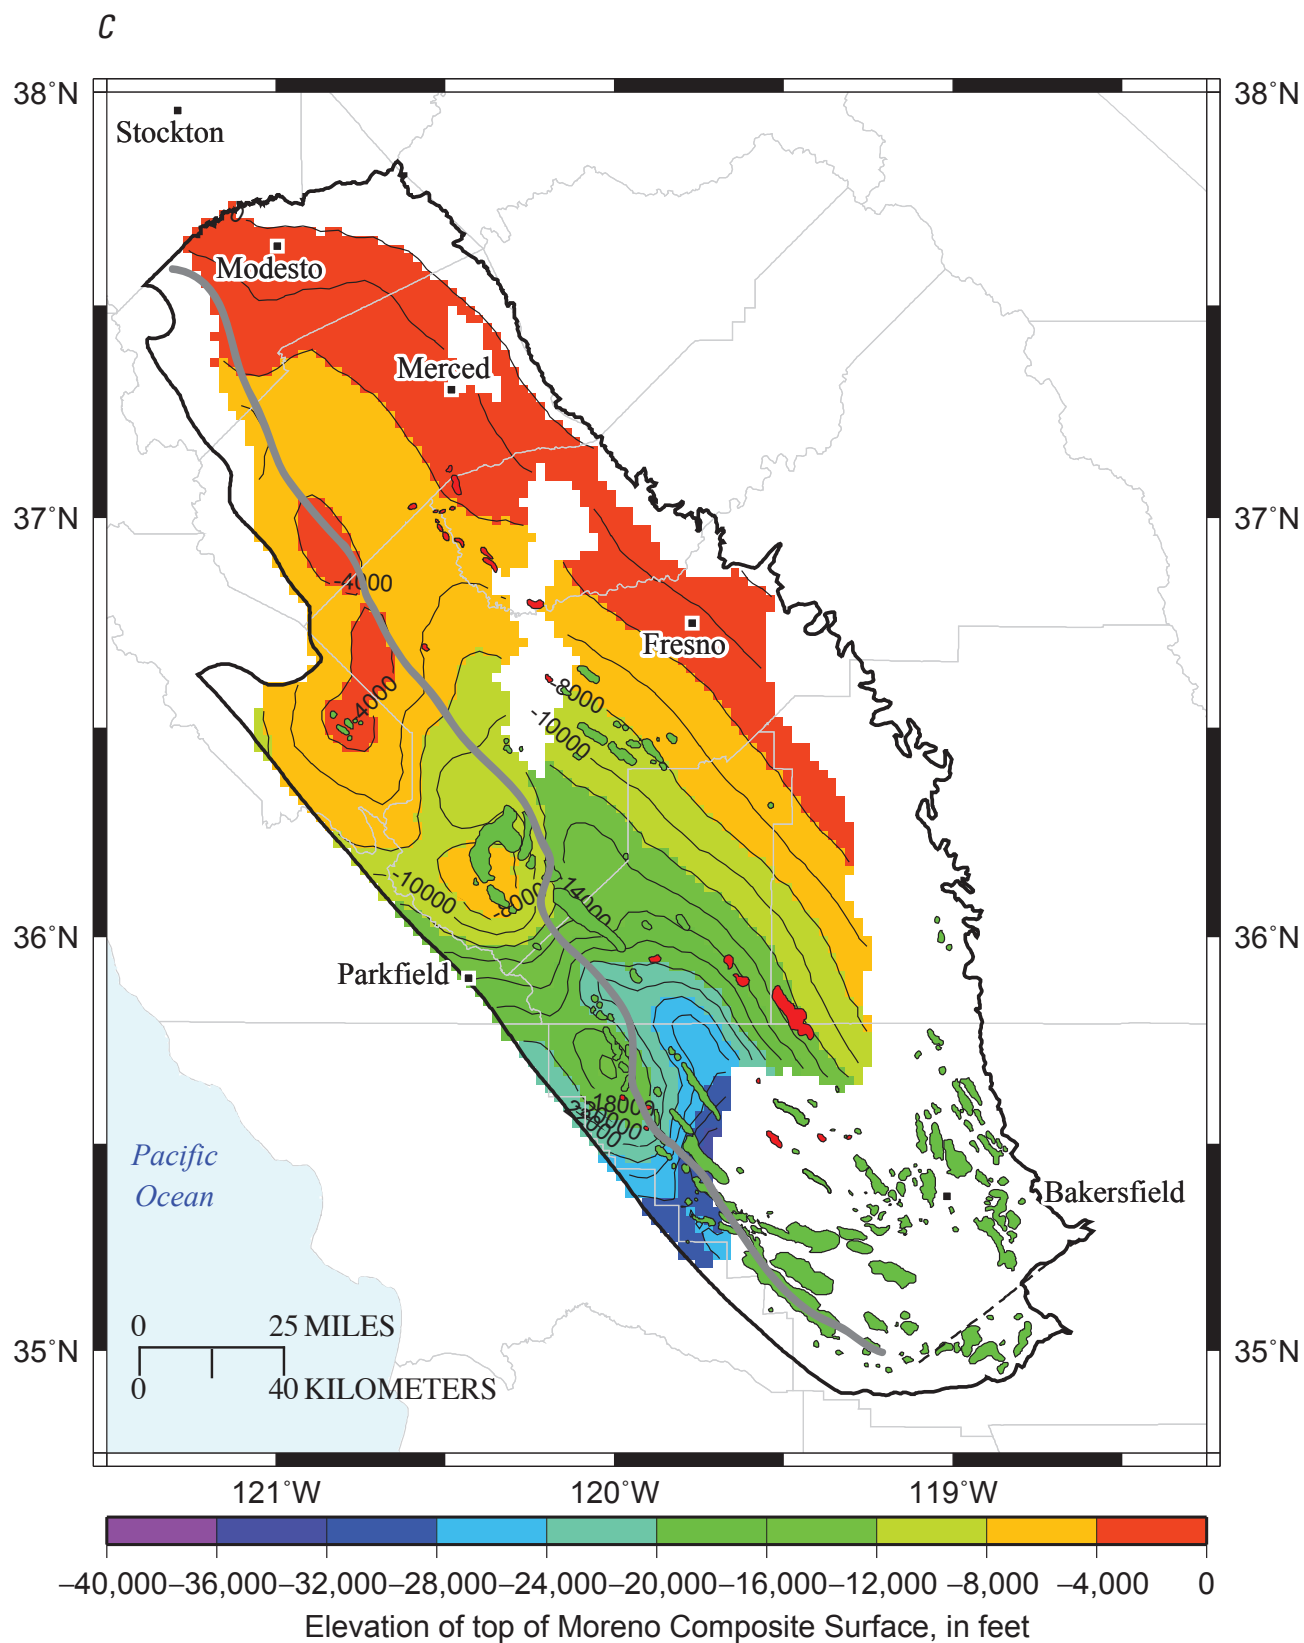 C
38°N
38°N
Stockton
0
Modesto
Merced
37°N
37°N
-4000
Fresno
-4000
-8000
-10000
-10000
-8000
-14000
36°N
36°N
Parkfield
-18000
-20000
Pacific
Ocean
Bakersfield
0
25 MILES
35°N
35°N
0
40 KILOMETERS
121°W
120°W
119°W
–40,000
–36,000
–32,000
–28,000
–24,000
–20,000
–16,000
–12,000
–8,000
–4,000
0
Elevation of top of Moreno Composite Surface, in feet